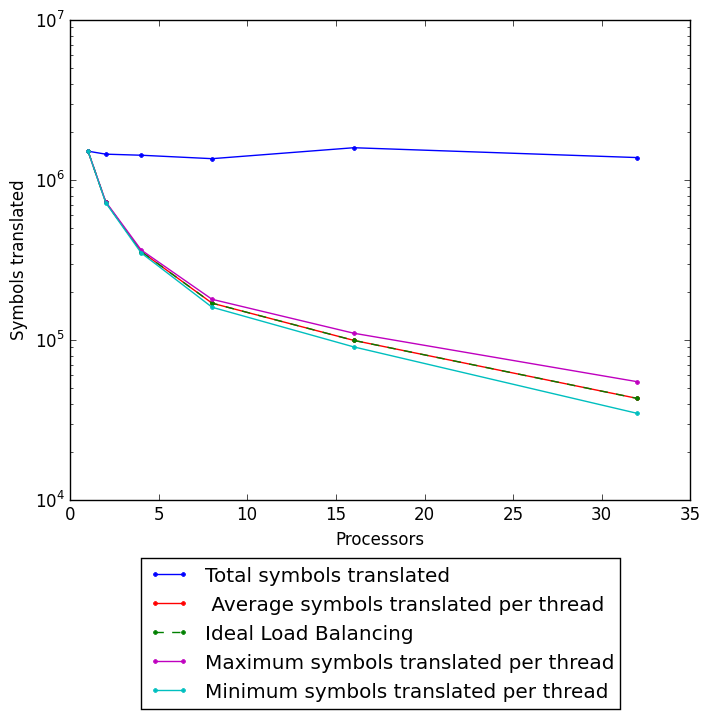 10^7
10^6
10^5
10^4
Symbols translated
0 5 10 15 20 25 30 35
Processors
Total symbols translated
Average symbols translated per thread
Ideal Load Balancing
Maximum symbols translated per thread
Minimum symbols translated per thread